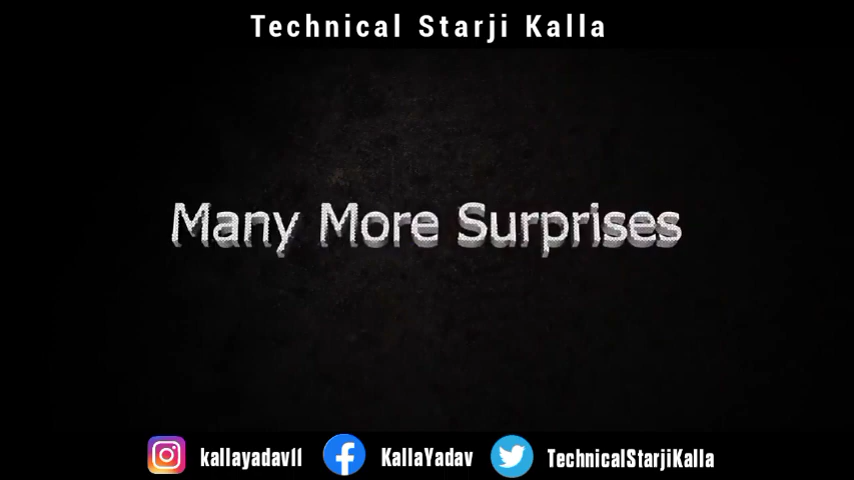 Technical Starji Kalla
Many More Surprises
kallayadav11 KallaYadav TechnicalStarjiKalla